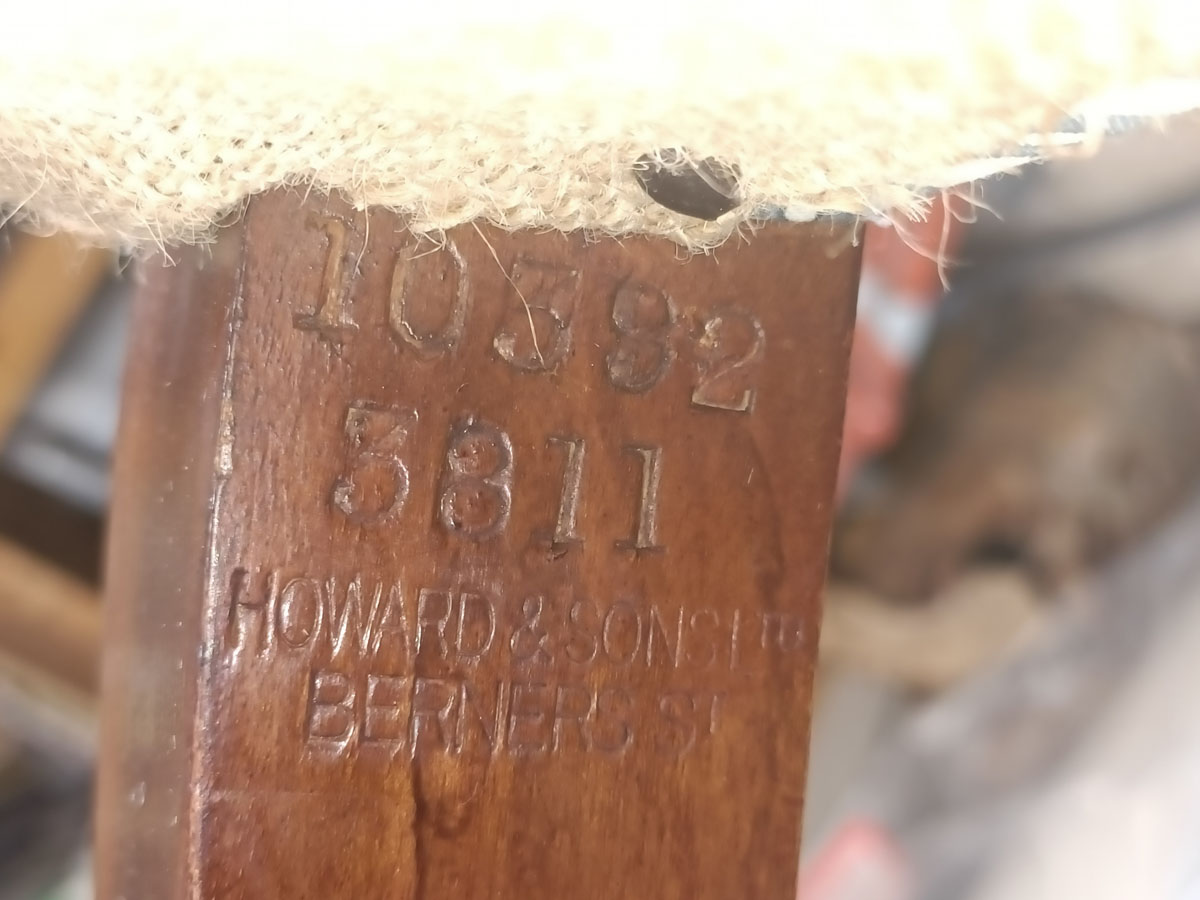 10382
3811
HOWARD & SONS LTD
BERNERS ST